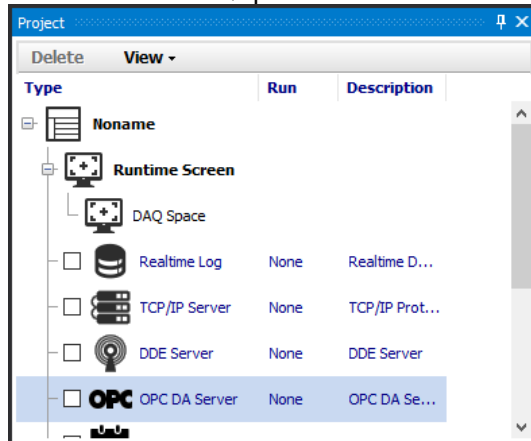 Project
Delete View
Type Run Description
Noname
Runtime Screen
DAQ Space
Realtime Log None Realtime D...
TCP/IP Server None TCP/IP Prot...
DDE Server None DDE Server
OPC OPC DA Server None OPC DA Se...